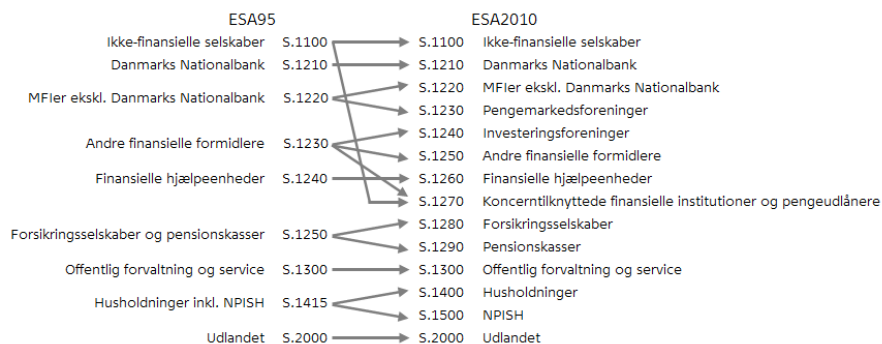 ESA95 ESA2010
Ikke-finansielle selskaber S.1100 S.1100 Ikke-finansielle selskaber
Danmarks Nationalbank S.1210 S.1210 Danmarks Nationalbank
S.1220 MFIer ekskl. Danmarks Nationalbank
MFIer ekskl. Danmarks Nationalbank S.1220
S.1230 Pengemarkedsforeninger
S.1240 Investeringsforeninger
Andre finansielle formidlere S.1230
S.1250 Andre finansielle formidlere
Finansielle hjælpeenheder S.1240 S.1260 Finansielle hjælpeenheder
S.1270 Koncerntilknyttede finansielle institutioner og pengeudlånere
S.1280 Forsikringsselskaber
Forsikringsselskaber og pensionskasser S.1250
S.1290 Pensionskasser
Offentlig forvaltning og service S.1300 S.1300 Offentlig forvaltning og service
S.1400 Husholdninger
Husholdninger inkl. NPISH S.1415
S.1500 NPISH
Udlandet S.2000 S.2000 Udlandet